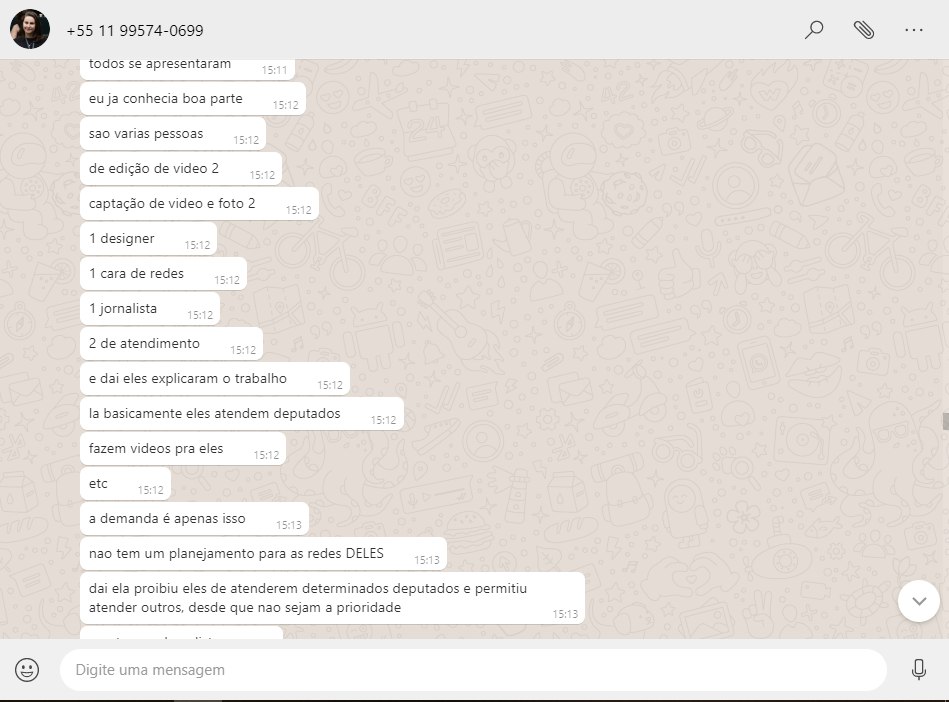 +55 11 99574-0699
todos se apresentaram 15:11
eu ja conhecia boa parte 15:12
sao varias pessoas 15:12
de edição de video 2 15:12
captação de video e foto 2 15:12
1 designer 15:12
1 cara de redes 15:12
1 jornalista 15:12
2 de atendimento 15:12
e dai eles explicaram o trabalho 15:12
la basicamente eles atendem deputados 15:12
fazem videos pra eles 15:12
etc 15:12
a demanda é apenas isso 15:13
nao tem um planejamento para as redes DELES 15:13
dai ela proibiu eles de atenderem determinados deputados e permitiu
atender outros, desde que nao sejam a prioridade 15:13
Digite uma mensagem